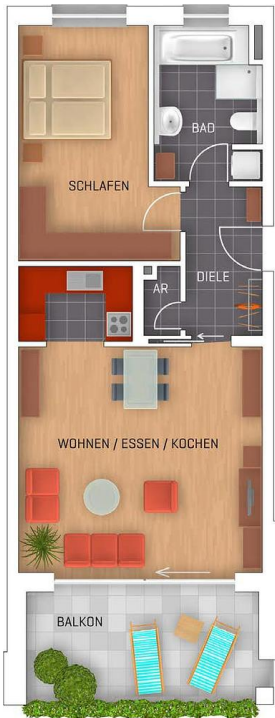 BAD
SCHLAFEN
AR
DIELE
WOHNEN / ESSEN / KOCHEN
BALKON